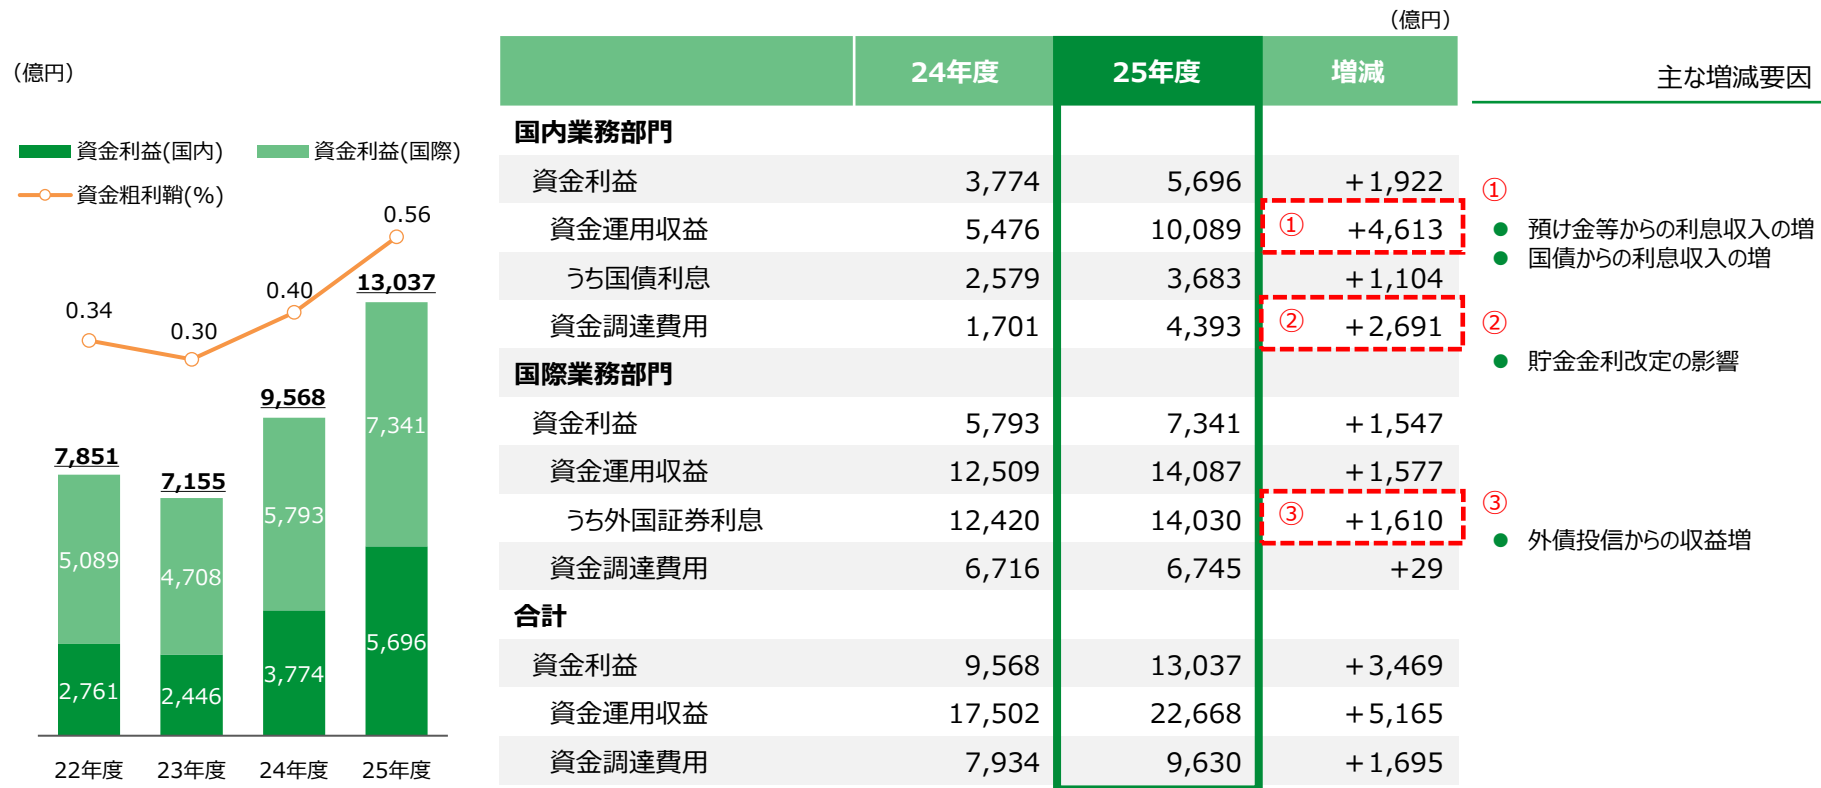 （億円）
資金利益(国内)
資金利益(国際)
資金粗利鞘(%)
0.34
0.30
0.40
0.56
7,851
7,155
9,568
13,037
5,089
4,708
5,793
7,341
2,761
2,446
3,774
5,696
22年度
23年度
24年度
25年度
（億円）
24年度 25年度 増減
国内業務部門
資金利益 3,774 5,696 +1,922
資金運用収益 5,476 10,089 ① +4,613
うち国債利息 2,579 3,683 +1,104
資金調達費用 1,701 4,393 ② +2,691
国際業務部門
資金利益 5,793 7,341 +1,547
資金運用収益 12,509 14,087 +1,577
うち外国証券利息 12,420 14,030 ③ +1,610
資金調達費用 6,716 6,745 +29
合計
資金利益 9,568 13,037 +3,469
資金運用収益 17,502 22,668 +5,165
資金調達費用 7,934 9,630 +1,695
主な増減要因
①
● 預け金等からの利息収入の増
● 国債からの利息収入の増
②
● 貯金金利改定の影響
③
● 外債投信からの収益増